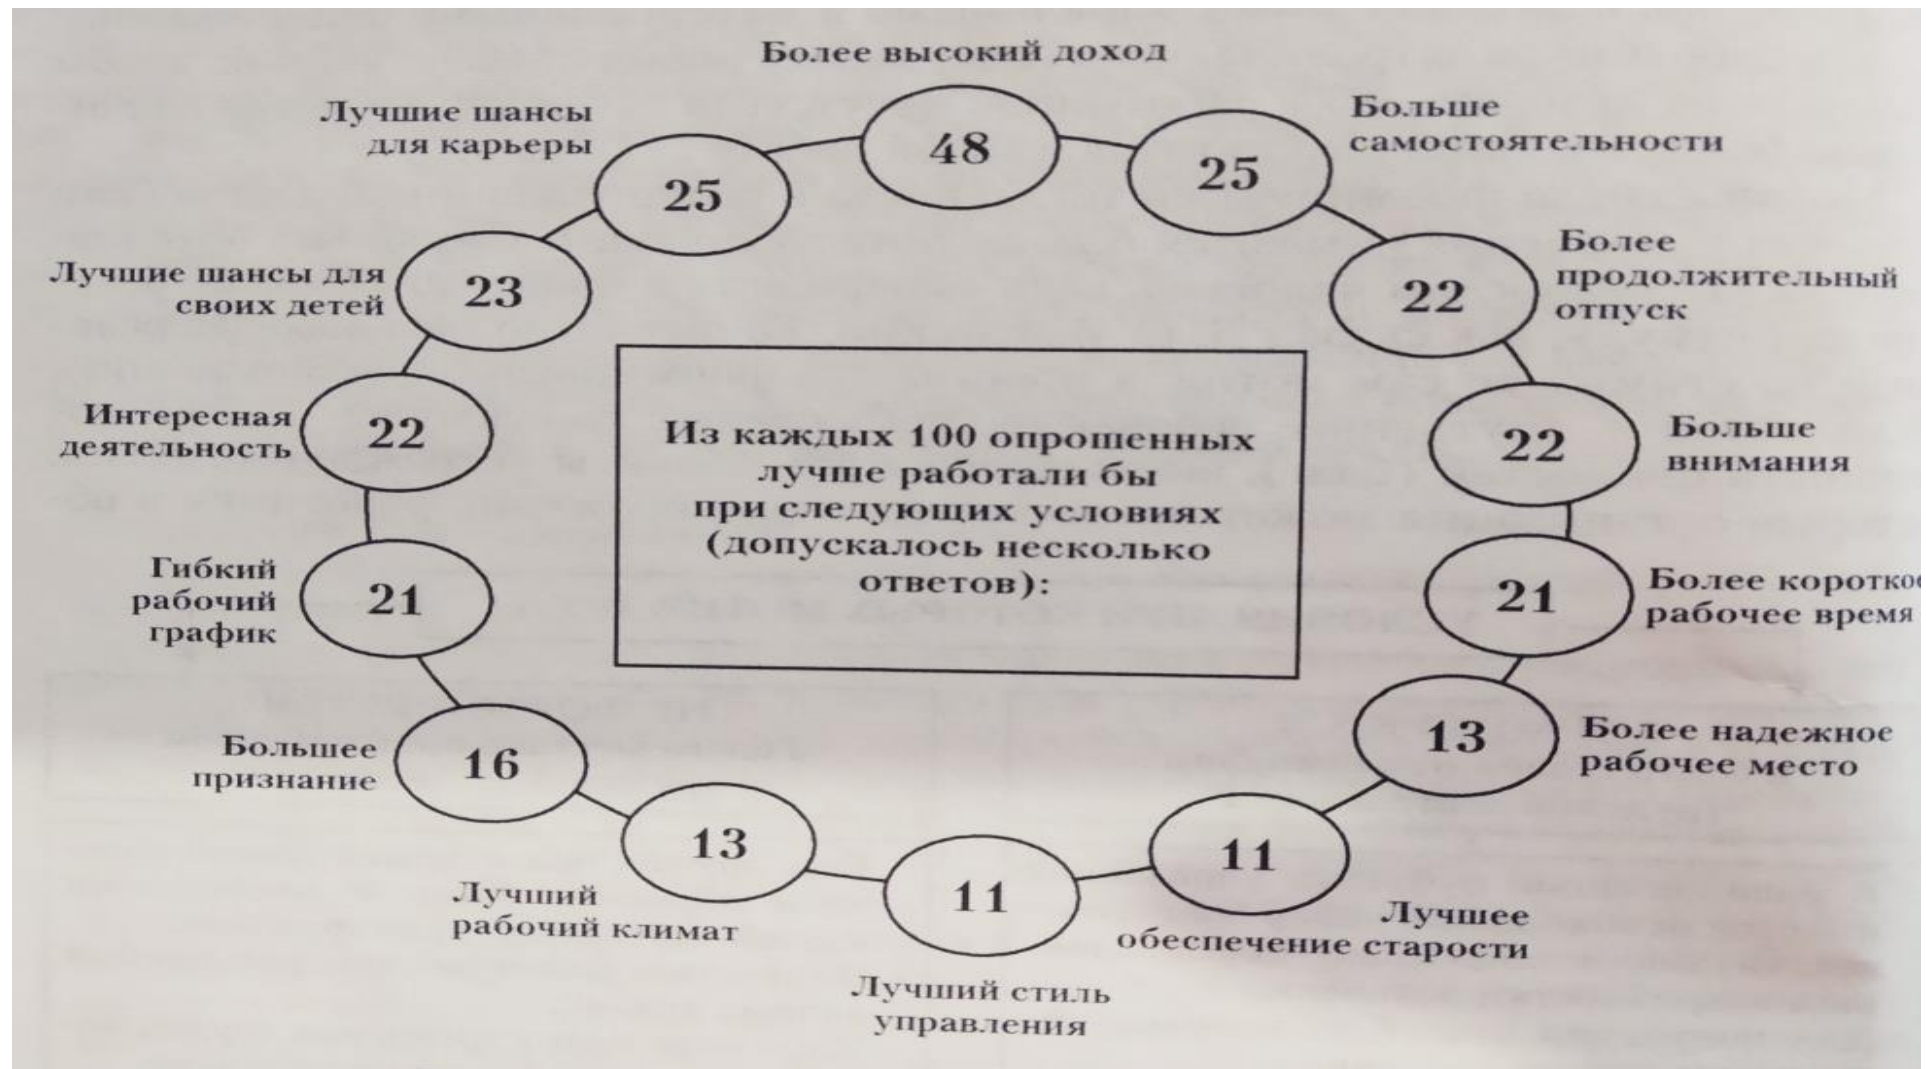 Более высокий доход
48
Больше
самостоятельности
25
Более
продолжительный
отпуск
22
Больше
внимания
22
Более короткое
рабочее время
21
Более надежное
рабочее место
13
Лучшее
обеспечение старости
11
Лучший стиль
управления
11
Лучший
рабочий климат
13
Большее
признание
16
Гибкий
рабочий
график
21
Интересная
деятельность
22
Лучшие шансы для
своих детей
23
Лучшие шансы
для карьеры
25
Из каждых 100 опрошенных
лучше работали бы
при следующих условиях
(допускалось несколько
ответов):